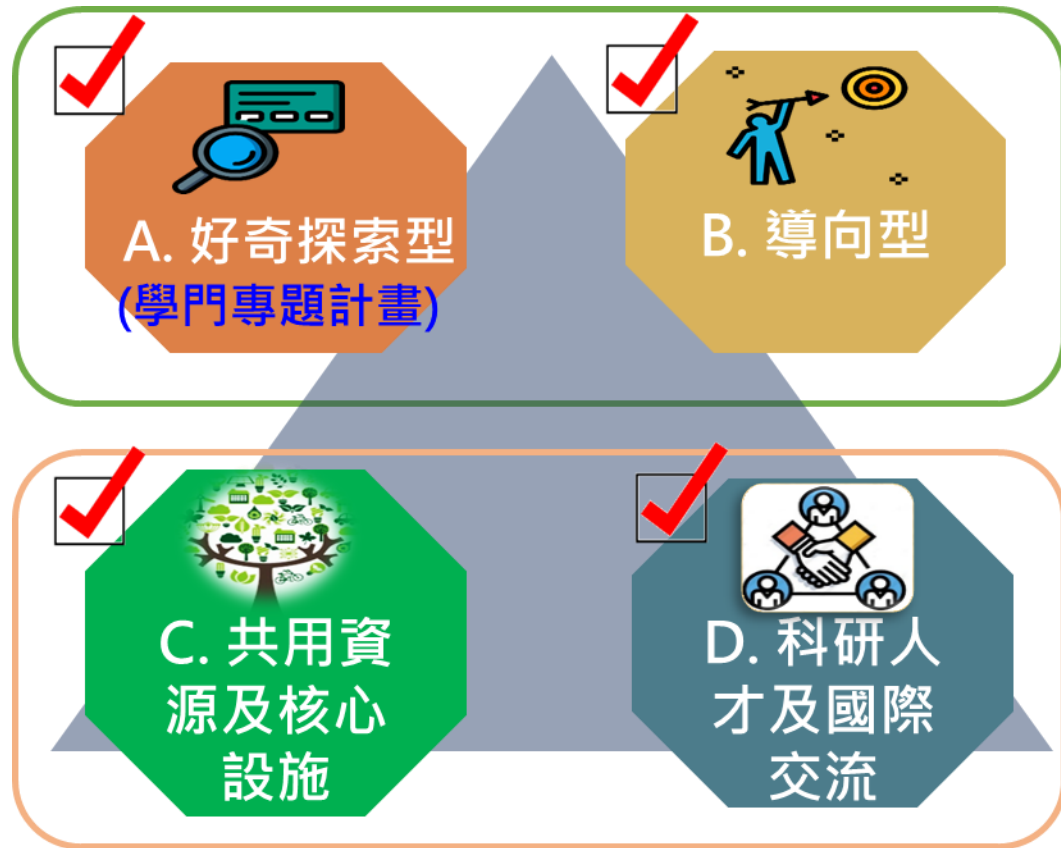 A. 好奇探索型
(學門專題計畫)
B. 導向型
C. 共用資
源及核心
設施
D. 科研人
才及國際
交流